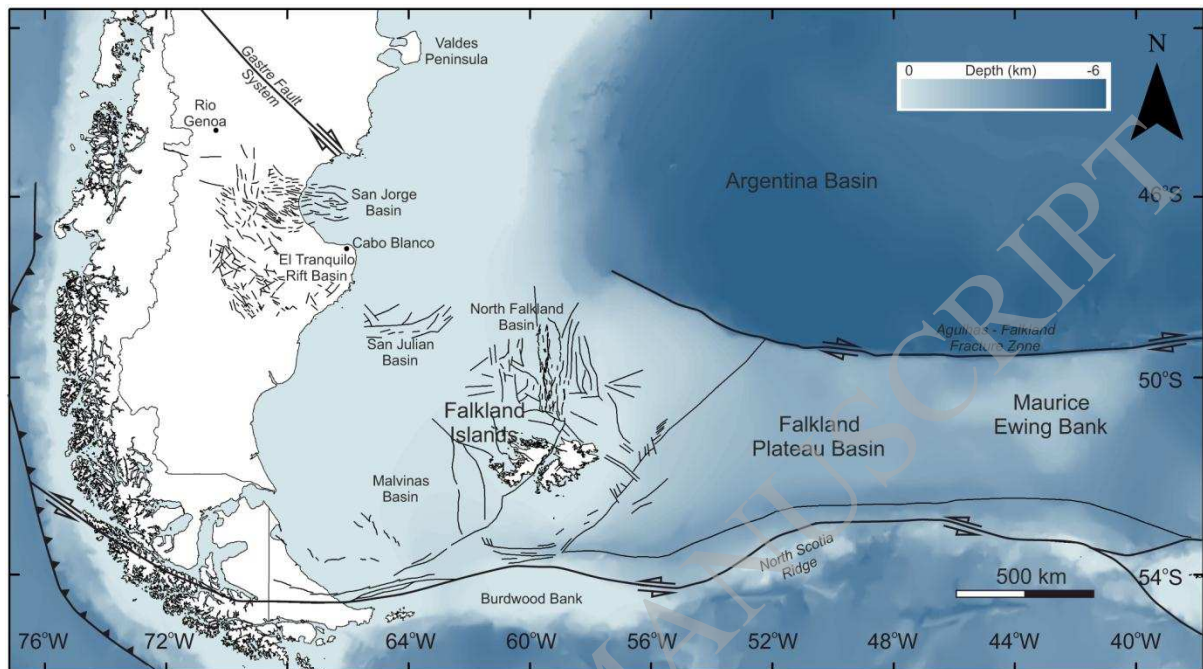 Valdes
Peninsula
Gastre Fault
System
0 Depth (km) -6
N
Rio
Genoa
Argentina Basin
46°S
San Jorge
Basin
Cabo Blanco
El Tranquilo
Rift Basin
North Falkland
Basin
San Julian
Basin
Agulhas - Falkland
Fracture Zone
50°S
Falkland
Islands
Falkland
Plateau Basin
Maurice
Ewing Bank
Malvinas
Basin
North Scotia
Ridge
Burdwood Bank
500 km
54°S
76°W 72°W 64°W 60°W 56°W 52°W 48°W 44°W 40°W
MANUSCRIPT